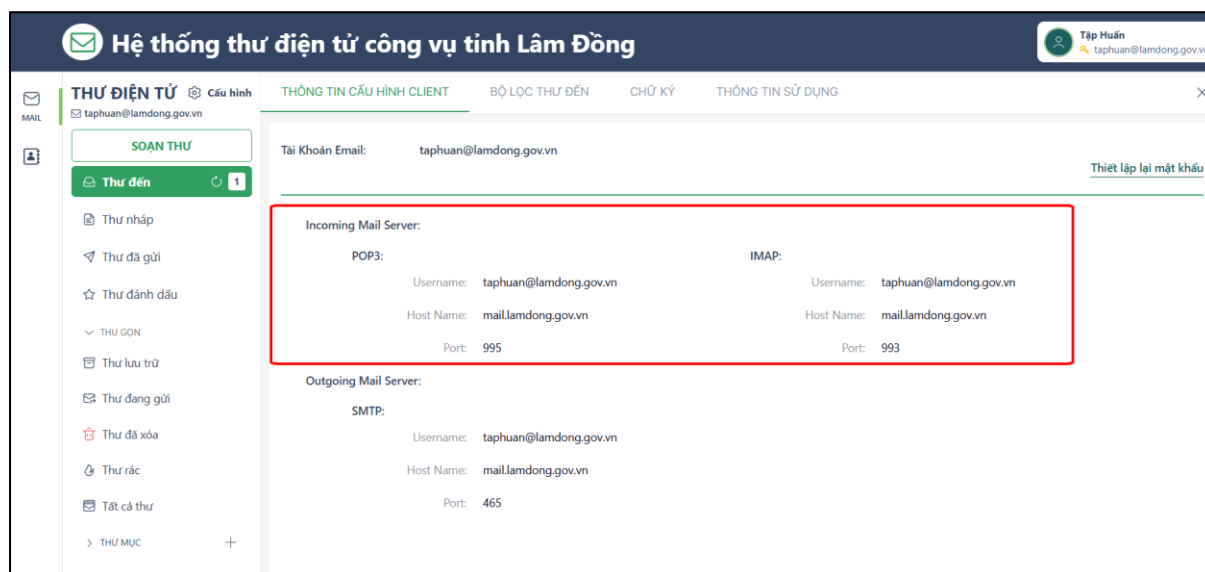 Hệ thống thư điện tử công vụ tỉnh Lâm Đồng
Tập Huấn
taphuan@lamdong.gov.vn
MAIL
THƯ ĐIỆN TỬ Cấu hình
taphuan@lamdong.gov.vn
SOẠN THƯ
Thư đến 1
Thư nháp
Thư đã gửi
Thư đánh dấu
THU GỌN
Thư lưu trữ
Thư đang gửi
Thư đã xóa
Thư rác
Tất cả thư
THƯ MỤC
THÔNG TIN CẤU HÌNH CLIENT BỘ LỌC THƯ ĐẾN CHỮ KÝ THÔNG TIN SỬ DỤNG
Tài Khoản Email: taphuan@lamdong.gov.vn
Thiết lập lại mật khẩu
Incoming Mail Server:
POP3:
Username: taphuan@lamdong.gov.vn
Host Name: mail.lamdong.gov.vn
Port: 995
IMAP:
Username: taphuan@lamdong.gov.vn
Host Name: mail.lamdong.gov.vn
Port: 993
Outgoing Mail Server:
SMTP:
Username: taphuan@lamdong.gov.vn
Host Name: mail.lamdong.gov.vn
Port: 465